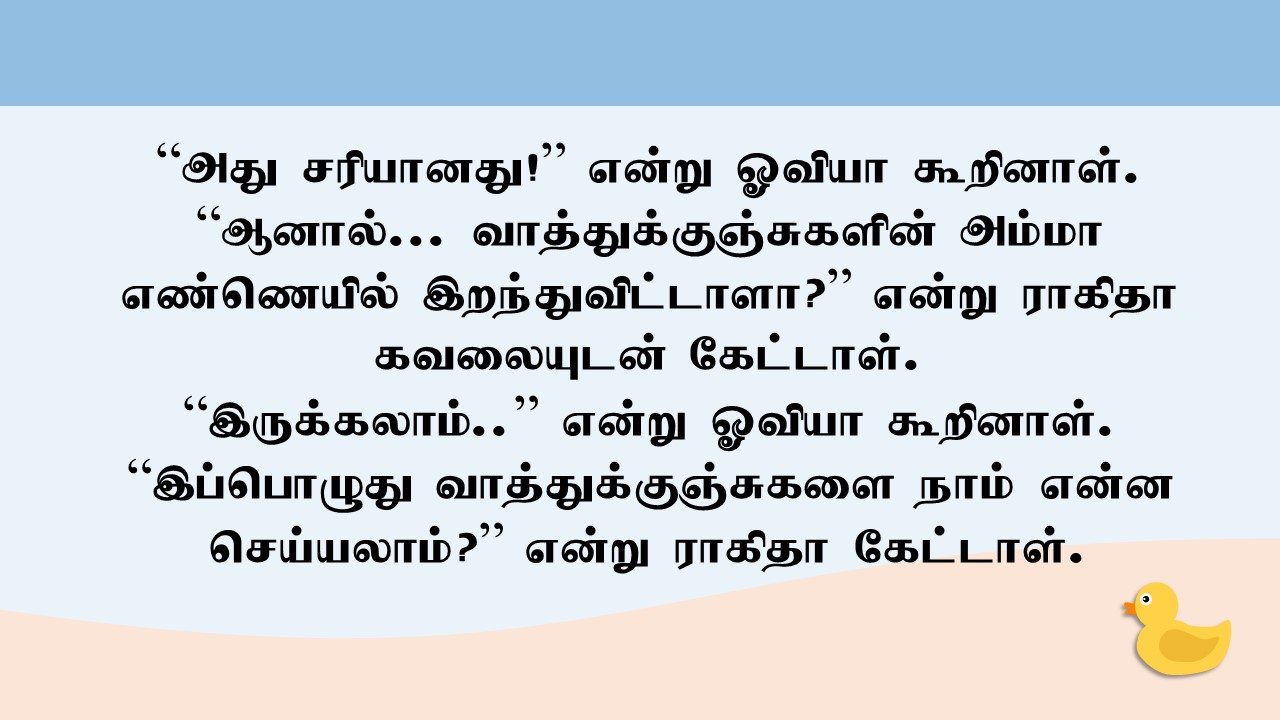 “அது சரியானது!” என்று ஓவியா கூறினாள்.
“ஆனால்... வாத்துக்குஞ்சுகளின் அம்மா
எண்ணெயில் இறந்துவிட்டாளா?” என்று ராகிதா
கவலையுடன் கேட்டாள்.
“இருக்கலாம்..” என்று ஓவியா கூறினாள்.
“இப்பொழுது வாத்துக்குஞ்சுகளை நாம் என்ன
செய்யலாம்?” என்று ராகிதா கேட்டாள்.